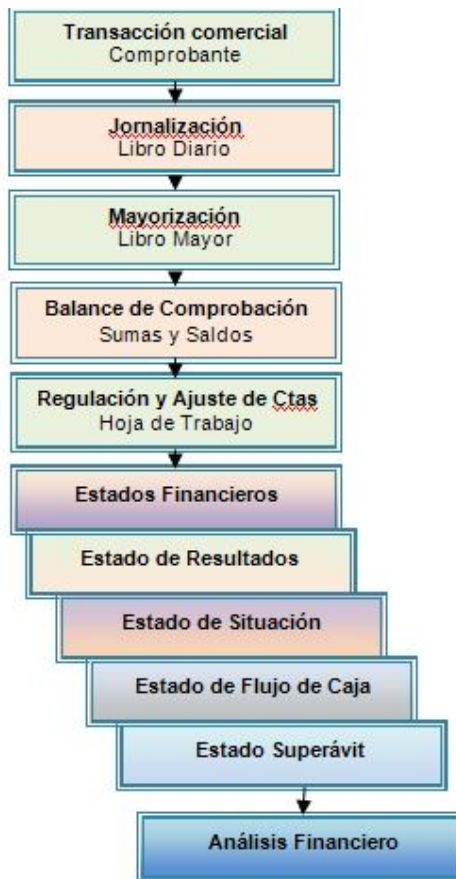 Transacción comercial
Comprobante
Jornalización
Libro Diario
Mayorización
Libro Mayor
Balance de Comprobación
Sumas y Saldos
Regulación y Ajuste de Ctas
Hoja de Trabajo
Estados Financieros
Estado de Resultados
Estado de Situación
Estado de Flujo de Caja
Estado Superávit
Análisis Financiero